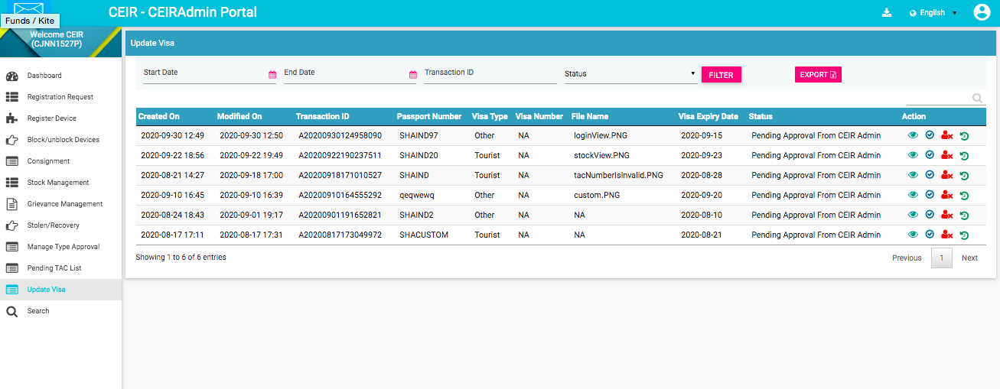 CEIR - CEIRAdmin Portal
English
Funds / Kite
Welcome CEIR
(CJNN1527P)
Dashboard
Registration Request
Register Device
Block/unblock Devices
Consignment
Stock Management
Grievance Management
Stolen/Recovery
Manage Type Approval
Pending TAC List
Update Visa
Search
Update Visa
Start Date End Date Transaction ID Status FILTER EXPORT
Created On Modified On Transaction ID Passport Number Visa Type Visa Number File Name Visa Expiry Date Status Action
2020-09-30 12:49 2020-09-30 12:50 A20200930124958090 SHAIND97 Other NA loginView.PNG 2020-09-15 Pending Approval From CEIR Admin
2020-09-22 18:56 2020-09-22 19:49 A20200922190237511 SHAIND20 Tourist NA stockView.PNG 2020-09-23 Pending Approval From CEIR Admin
2020-08-21 14:27 2020-09-18 17:00 A20200918171010527 SHAIND Tourist NA tacNumberIsInvalid.PNG 2020-08-28 Pending Approval From CEIR Admin
2020-09-10 16:45 2020-09-10 16:39 A20200910164555292 qeqwewq Other NA custom.PNG 2020-09-20 Pending Approval From CEIR Admin
2020-08-24 18:43 2020-09-01 19:17 A20200901191652821 SHAIND2 Other NA NA 2020-08-10 Pending Approval From CEIR Admin
2020-08-17 17:11 2020-08-17 17:31 A20200817173049972 SHACUSTOM Tourist NA NA 2020-08-21 Pending Approval From CEIR Admin
Showing 1 to 6 of 6 entries
Previous 1 Next